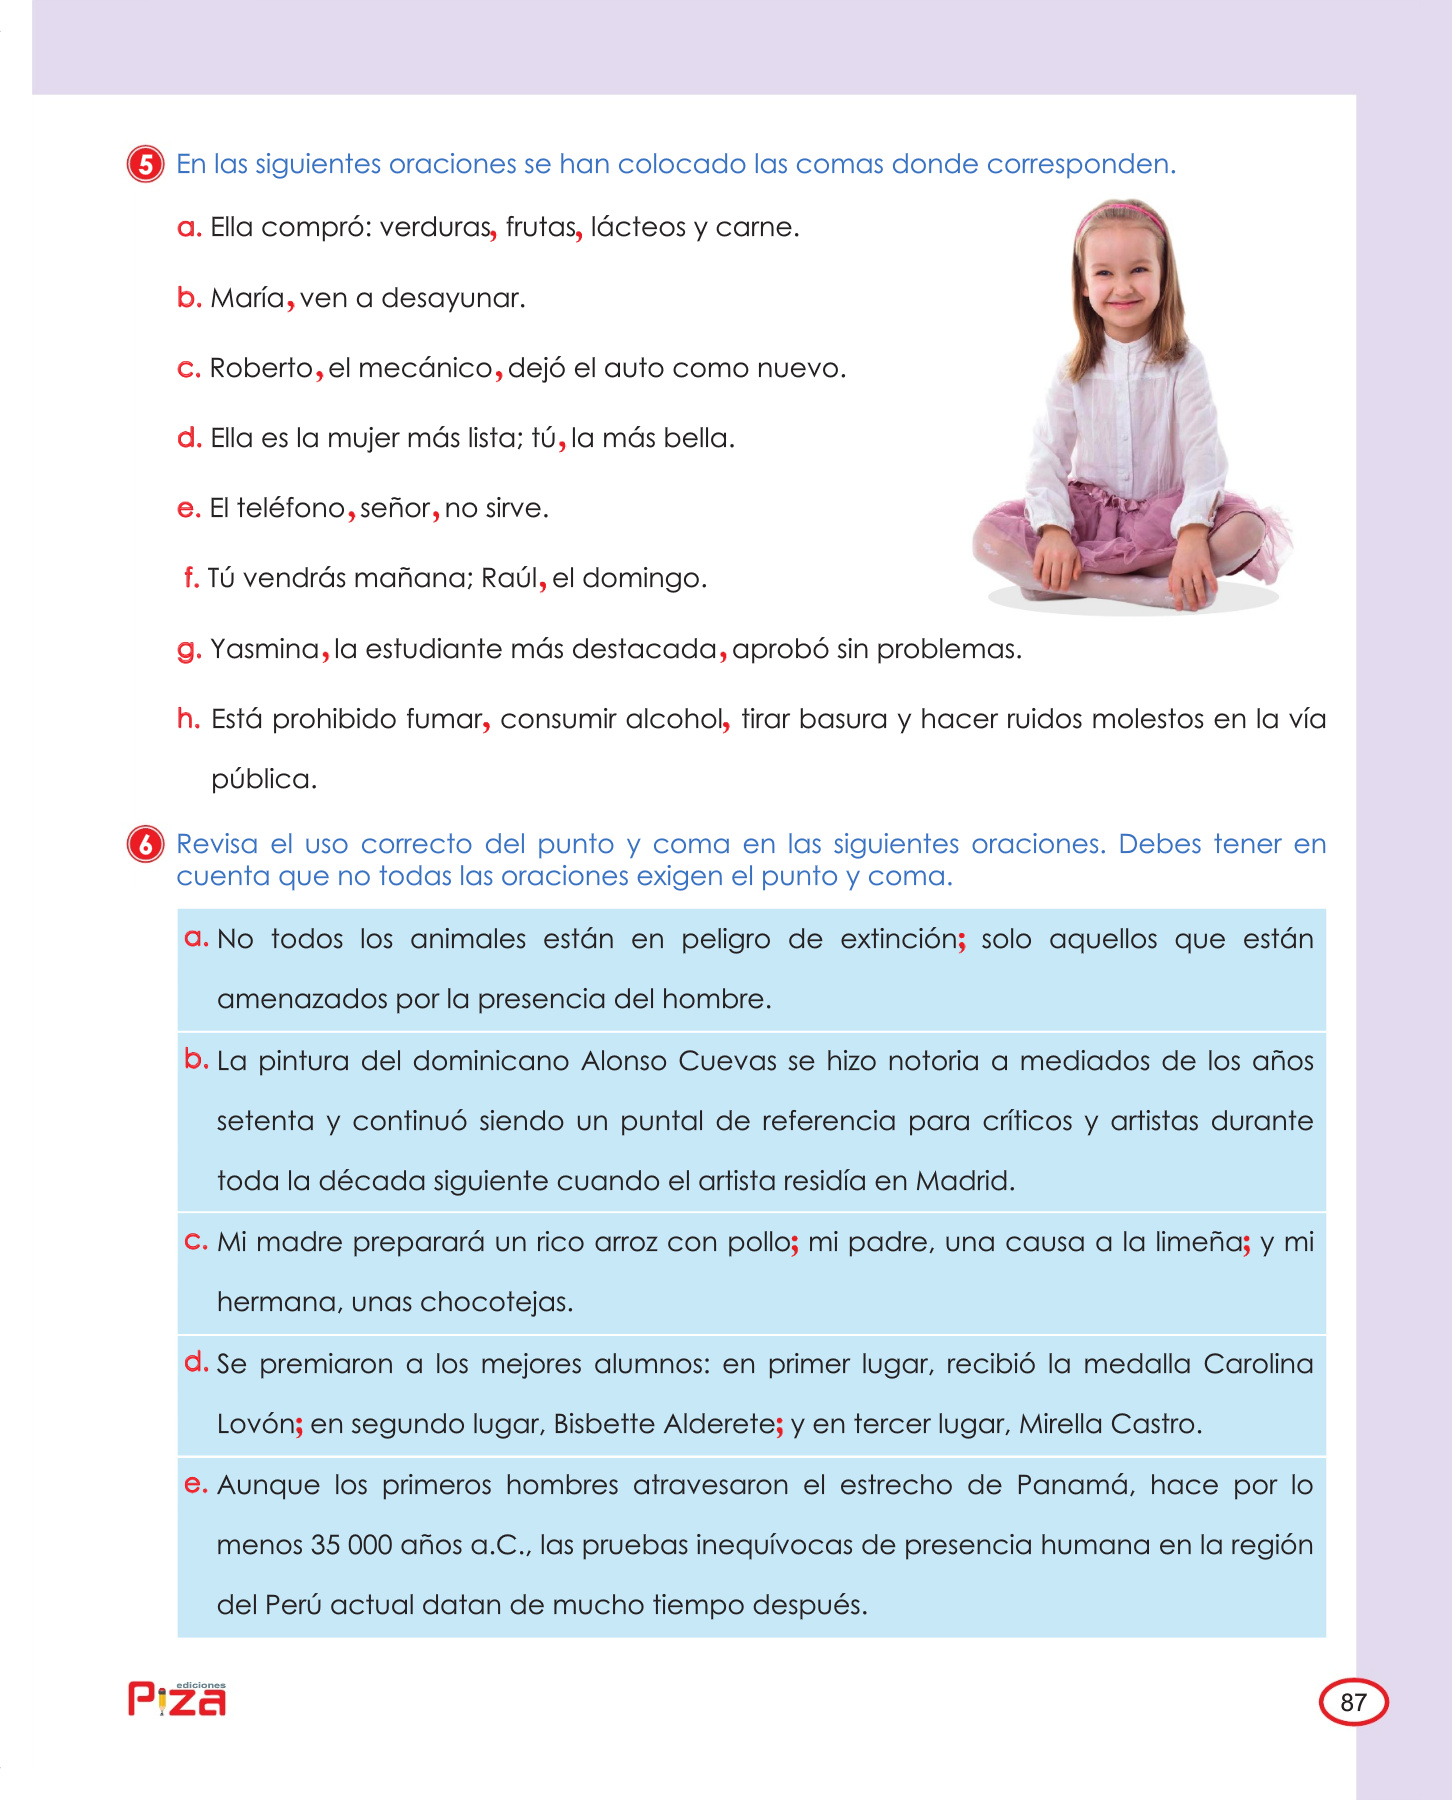 5 En las siguientes oraciones se han colocado las comas donde corresponden.
a. Ella compró: verduras, frutas, lácteos y carne.
b. María, ven a desayunar.
c. Roberto, el mecánico, dejó el auto como nuevo.
d. Ella es la mujer más lista; tú, la más bella.
e. El teléfono, señor, no sirve.
f. Tú vendrás mañana; Raúl, el domingo.
g. Yasmina, la estudiante más destacada, aprobó sin problemas.
h. Está prohibido fumar, consumir alcohol, tirar basura y hacer ruidos molestos en la vía
pública.
6 Revisa el uso correcto del punto y coma en las siguientes oraciones. Debes tener en
cuenta que no todas las oraciones exigen el punto y coma.
a. No todos los animales están en peligro de extinción; solo aquellos que están
amenazados por la presencia del hombre.
b. La pintura del dominicano Alonso Cuevas se hizo notoria a mediados de los años
setenta y continuó siendo un puntal de referencia para críticos y artistas durante
toda la década siguiente cuando el artista residía en Madrid.
c. Mi madre preparará un rico arroz con pollo; mi padre, una causa a la limeña; y mi
hermana, unas chocotejas.
d. Se premiaron a los mejores alumnos: en primer lugar, recibió la medalla Carolina
Lovón; en segundo lugar, Bisbette Alderete; y en tercer lugar, Mirella Castro.
e. Aunque los primeros hombres atravesaron el estrecho de Panamá, hace por lo
menos 35 000 años a.C., las pruebas inequívocas de presencia humana en la región
del Perú actual datan de mucho tiempo después.
ediciones
Piza
87